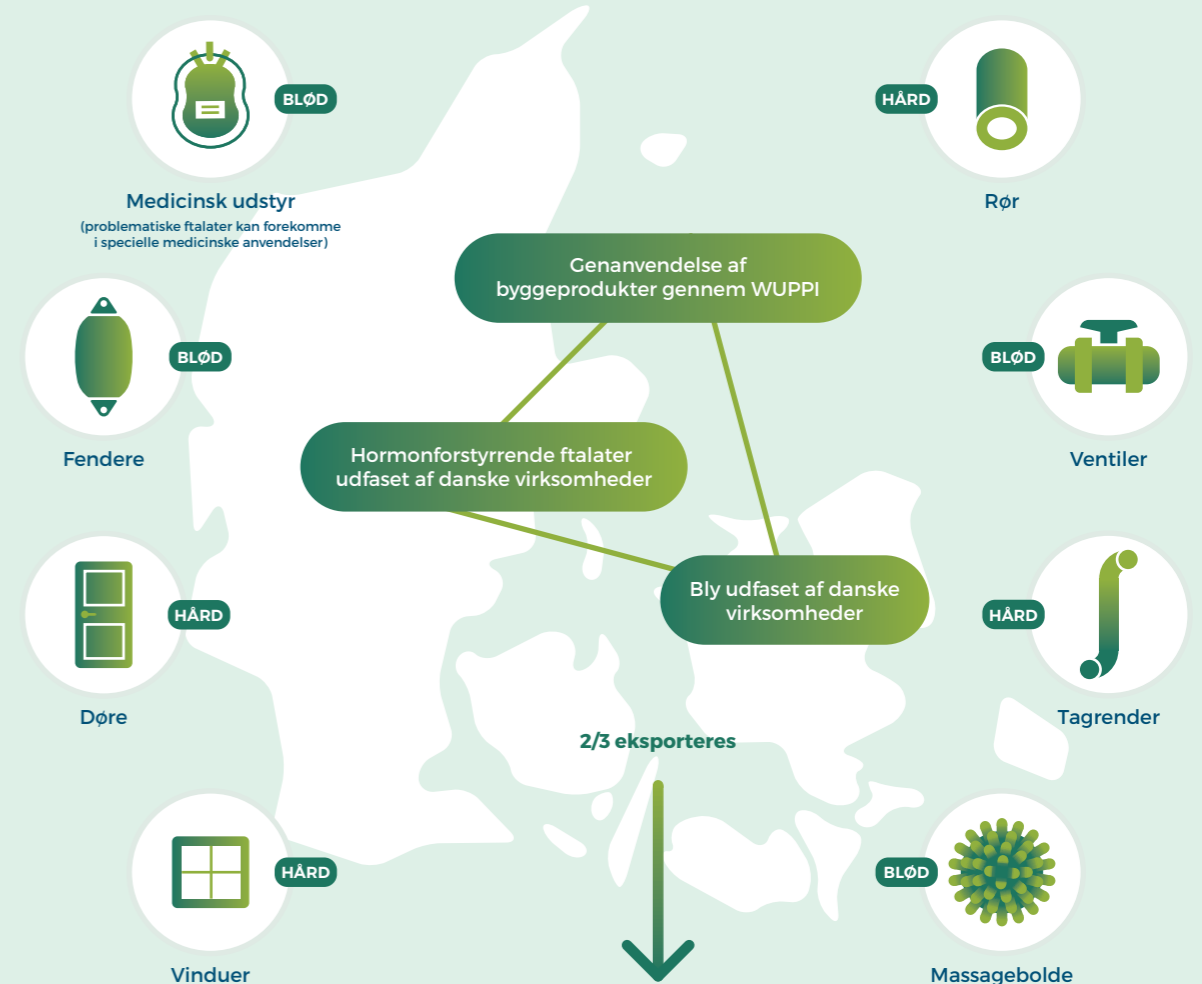 BLØD
Medicinsk udstyr
(problematiske ftalater kan forekomme
i specielle medicinske anvendelser)
HÅRD
Rør
Genanvendelse af
byggeprodukter gennem WUPPI
BLØD
Fendere
BLØD
Ventiler
Hormonforstyrrende ftalater
udfaset af danske virksomheder
Bly udfaset af danske
virksomheder
HÅRD
Døre
HÅRD
Tagrender
2/3 eksporteres
HÅRD
Vinduer
BLØD
Massagebolde